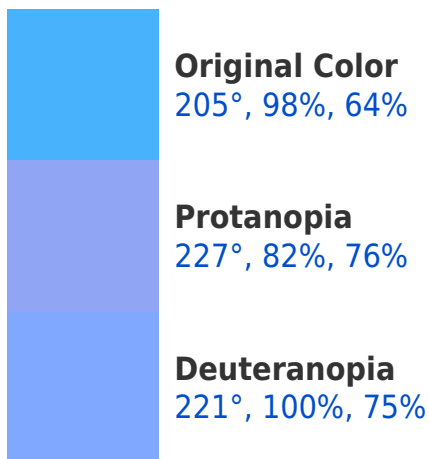 Original Color
205°, 98%, 64%
Protanopia
227°, 82%, 76%
Deuteranopia
221°, 100%, 75%